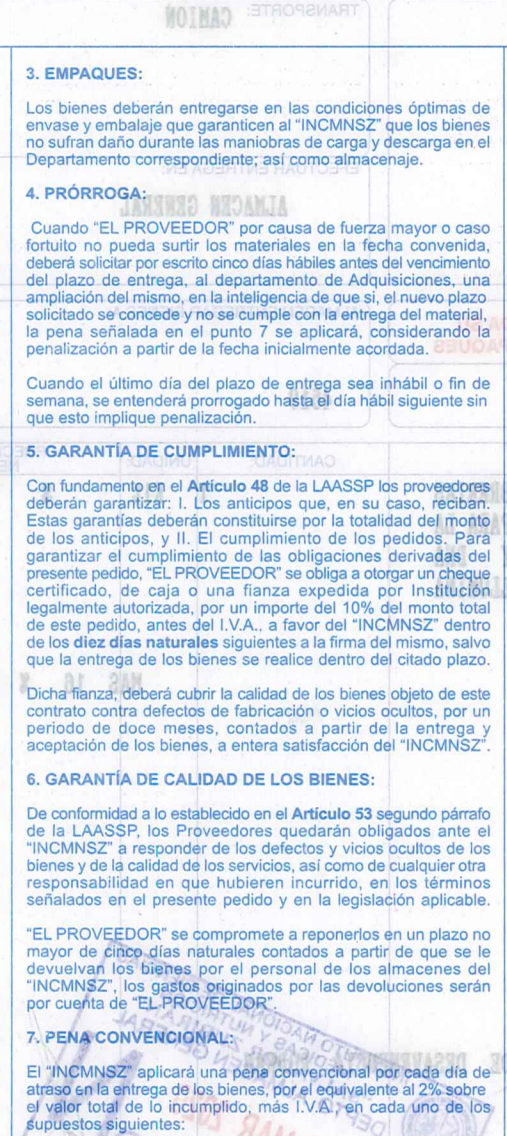 TRANSPORTE: CAMION
3. EMPAQUES:
Los bienes deberán entregarse en las condiciones óptimas de
envase y embalaje que garanticen al “INCMNSZ” que los bienes
no sufran daño durante las maniobras de carga y descarga en el
Departamento correspondiente; así como almacenaje.
EFECTUAR ENTREGA EN:
4. PRÓRROGA:
ALMACEN GENERAL
Cuando “EL PROVEEDOR” por causa de fuerza mayor o caso
fortuito no pueda surtir los materiales en la fecha convenida,
deberá solicitar por escrito cinco días hábiles antes del vencimiento
del plazo de entrega, al departamento de Adquisiciones, una
ampliación del mismo, en la inteligencia de que si, el nuevo plazo
solicitado se concede y no se cumple con la entrega del material,
la pena señalada en el punto 7 se aplicará, considerando la
penalización a partir de la fecha inicialmente acordada.
Cuando el último día del plazo de entrega sea inhábil o fin de
semana, se entenderá prorrogado hasta el día hábil siguiente sin
que esto implique penalización.
5. GARANTÍA DE CUMPLIMIENTO:
CANTIDAD: UNIDAD:
Con fundamento en el Artículo 48 de la LAASSP los proveedores
deberán garantizar: I. Los anticipos que, en su caso, reciban.
Estas garantías deberán constituirse por la totalidad del monto
de los anticipos, y II. El cumplimiento de los pedidos. Para
garantizar el cumplimiento de las obligaciones derivadas del
presente pedido, “EL PROVEEDOR” se obliga a otorgar un cheque
certificado, de caja o una fianza expedida por Institución
legalmente autorizada, por un importe del 10% del monto total
de este pedido, antes del I.V.A., a favor del “INCMNSZ” dentro
de los diez días naturales siguientes a la firma del mismo, salvo
que la entrega de los bienes se realice dentro del citado plazo.
MAS 16 %
Dicha fianza, deberá cubrir la calidad de los bienes objeto de este
contrato contra defectos de fabricación o vicios ocultos, por un
periodo de doce meses, contados a partir de la entrega y
aceptación de los bienes, a entera satisfacción del “INCMNSZ”.
6. GARANTÍA DE CALIDAD DE LOS BIENES:
De conformidad a lo establecido en el Artículo 53 segundo párrafo
de la LAASSP, los Proveedores quedarán obligados ante el
“INCMNSZ” a responder de los defectos y vicios ocultos de los
bienes y de la calidad de los servicios, así como de cualquier otra
responsabilidad en que hubieren incurrido, en los términos
señalados en el presente pedido y en la legislación aplicable.
“EL PROVEEDOR” se compromete a reponerlos en un plazo no
mayor de cinco días naturales contados a partir de que se le
devuelvan los bienes por el personal de los almacenes del
“INCMNSZ”, los gastos originados por las devoluciones serán
por cuenta de “EL PROVEEDOR”.
7. PENA CONVENCIONAL:
El “INCMNSZ” aplicará una pena convencional por cada día de
atraso en la entrega de los bienes, por el equivalente al 2% sobre
el valor total de lo incumplido, más I.V.A., en cada uno de los
supuestos siguientes: